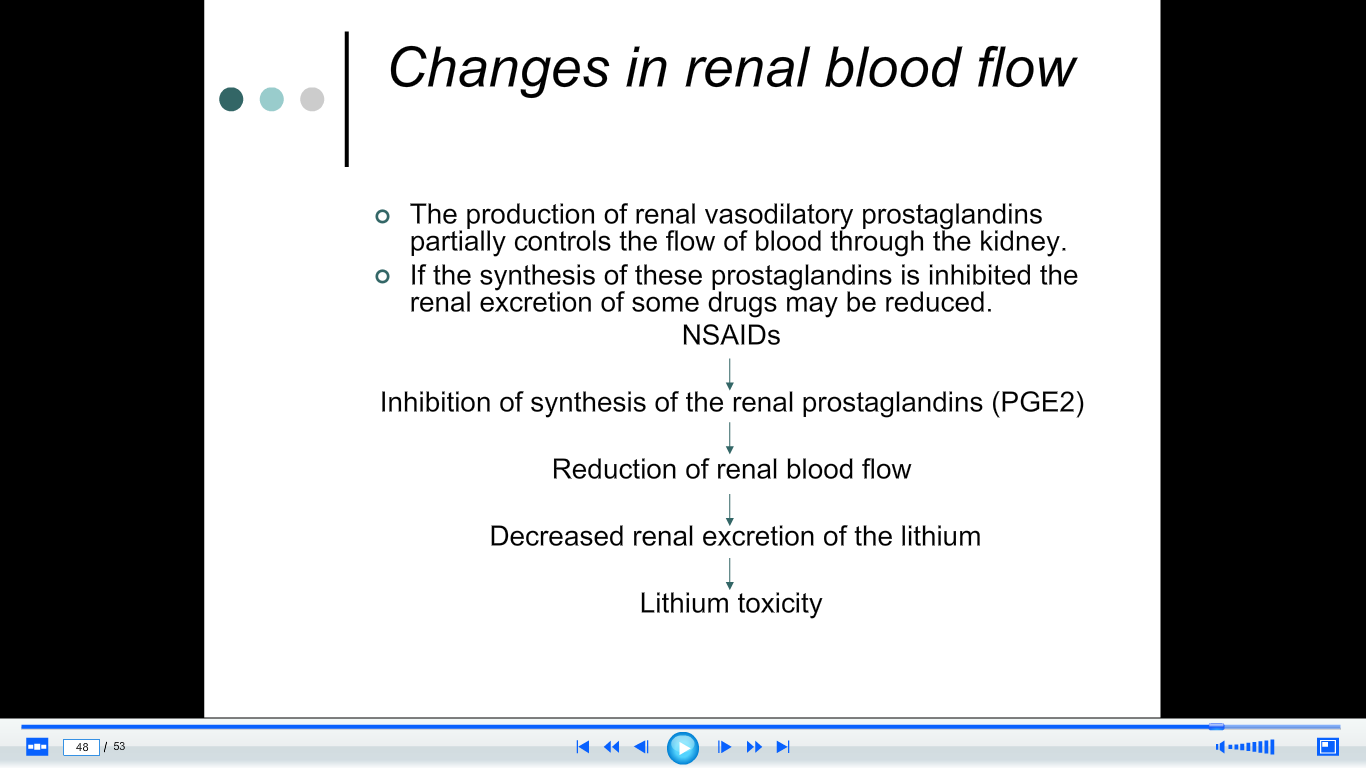 Changes in renal blood flow
The production of renal vasodilatory prostaglandins
partially controls the flow of blood through the kidney.
If the synthesis of these prostaglandins is inhibited the
renal excretion of some drugs may be reduced.
NSAIDs
Inhibition of synthesis of the renal prostaglandins (PGE2)
Reduction of renal blood flow
Decreased renal excretion of the lithium
Lithium toxicity
48 / 53